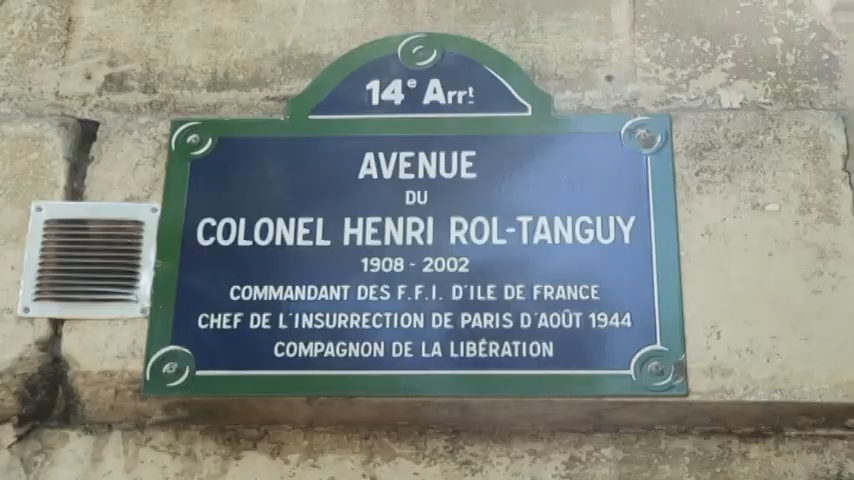 14e Arrt
AVENUE
DU
COLONEL HENRI ROL-TANGUY
1908 - 2002
COMMANDANT DES F.F.I. D'ILE DE FRANCE
CHEF DE L'INSURRECTION DE PARIS D'AOÛT 1944
COMPAGNON DE LA LIBÉRATION